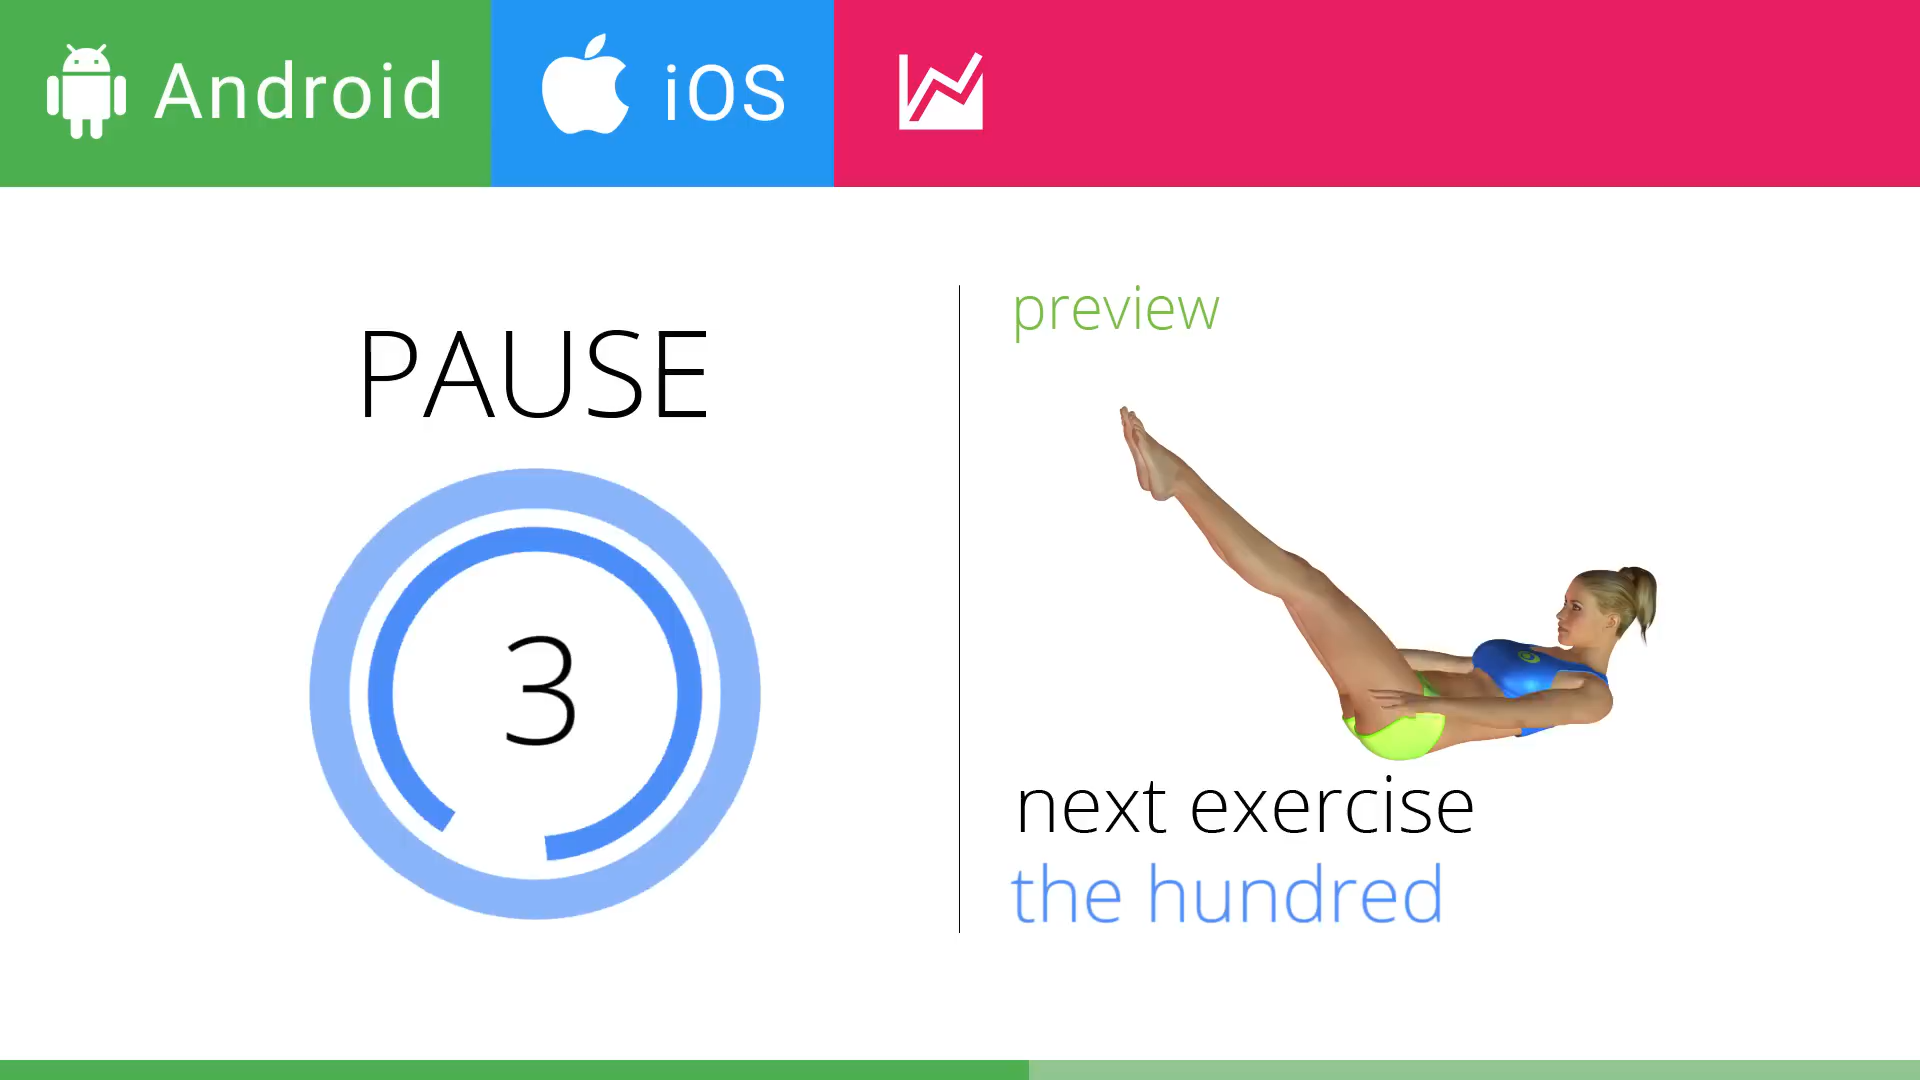 Android
iOS
PAUSE
3
preview
next exercise
the hundred